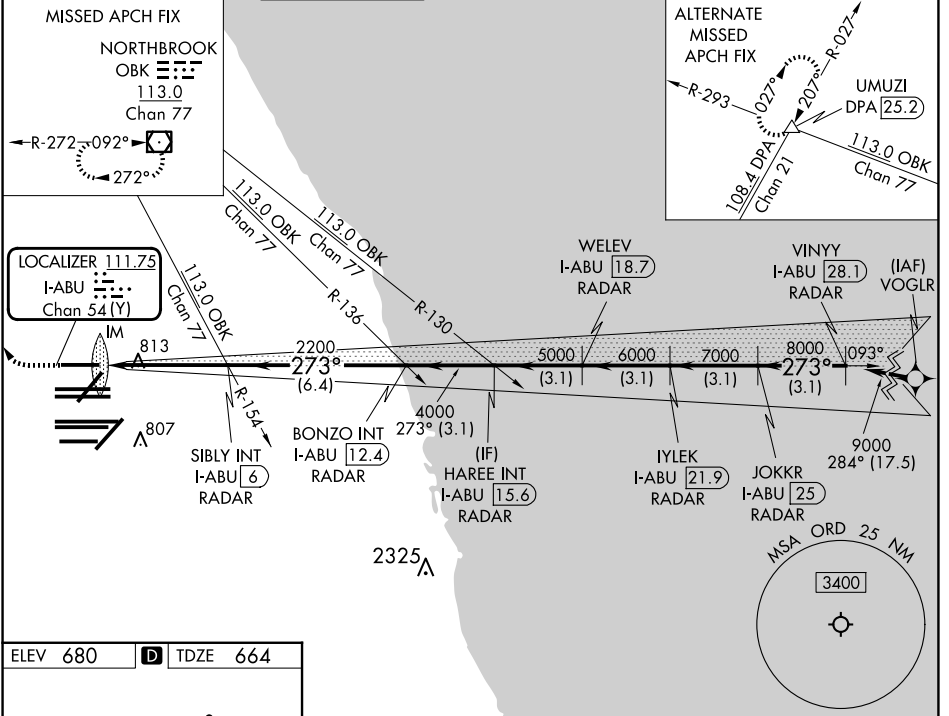 MISSED APCH FIX
NORTHBROOK
OBK
113.0
Chan 77
R-272
092°
272°
ALTERNATE
MISSED
APCH FIX
R-027
R-293
027°
207°
UMUZI
DPA 25.2
108.4 DPA
Chan 21
113.0 OBK
Chan 77
113.0 OBK
Chan 77
113.0 OBK
Chan 77
113.0 OBK
Chan 77
R-136
R-130
R-154
LOCALIZER 111.75
I-ABU
Chan 54 (Y)
IM
813
807
WELEV
I-ABU 18.7
RADAR
VINYY
I-ABU 28.1
RADAR
(IAF)
VOGLR
2200
273°
(6.4)
4000
273° (3.1)
5000
(3.1)
6000
(3.1)
7000
(3.1)
8000
273°
(3.1)
093°
9000
284° (17.5)
SIBLY INT
I-ABU 6
RADAR
BONZO INT
I-ABU 12.4
RADAR
(IF)
HAREE INT
I-ABU 15.6
RADAR
IYLEK
I-ABU 21.9
RADAR
JOKKR
I-ABU 25
RADAR
2325
MSA ORD 25 NM
3400
ELEV 680 D TDZE 664